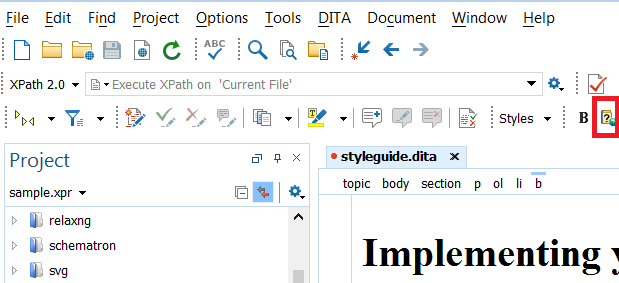 File Edit Find Project Options Tools DITA Document Window Help
ABC
XPath 2.0 Execute XPath on 'Current File'
Styles B ?
Project
styleguide.dita
sample.xpr
topic body section p ol li b
relaxng
schematron
svg
Implementing y